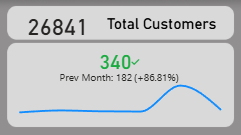 26841 Total Customers
340✓
Prev Month: 182 (+86.81%)